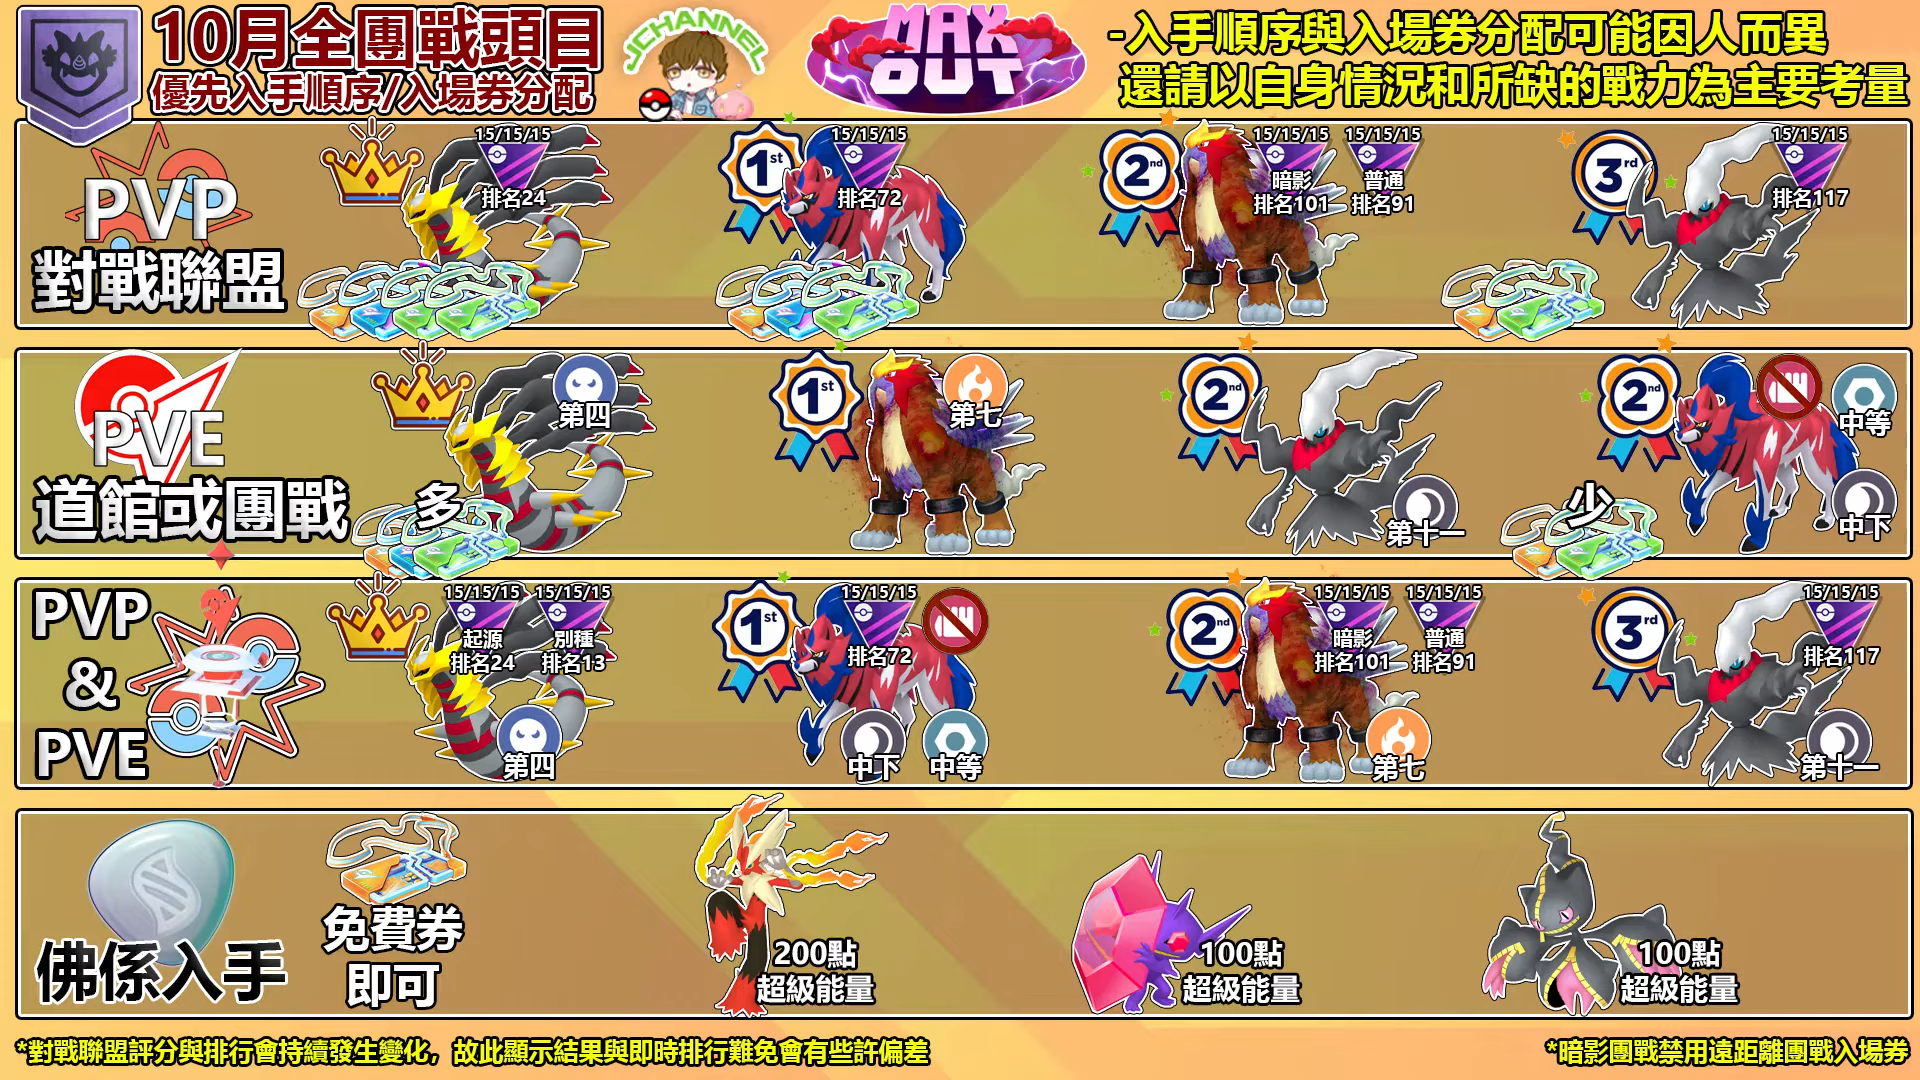 10月全團戰頭目
優先入手順序/入場券分配
JCHANNEL
MAX OUT
-入手順序與入場券分配可能因人而異
還請以自身情況和所缺的戰力為主要考量
PVP
對戰聯盟
15/15/15
排名24
1st
15/15/15
排名72
2nd
15/15/15
暗影
排名101
15/15/15
普通
排名91
3rd
15/15/15
排名117
PVE
道館或團戰
多
第四
1st
第七
2nd
第十一
少
2nd
中等
中下
PVP
&
PVE
15/15/15
起源
排名24
15/15/15
別種
排名13
第四
1st
15/15/15
排名72
中下
中等
2nd
15/15/15
暗影
排名101
15/15/15
普通
排名91
第七
3rd
15/15/15
排名117
第十一
佛係入手
免費券
即可
200點
超級能量
100點
超級能量
100點
超級能量
*對戰聯盟評分與排行會持續發生變化，故此顯示結果與即時排行難免會有些許偏差
*暗影團戰禁用遠距離團戰入場券